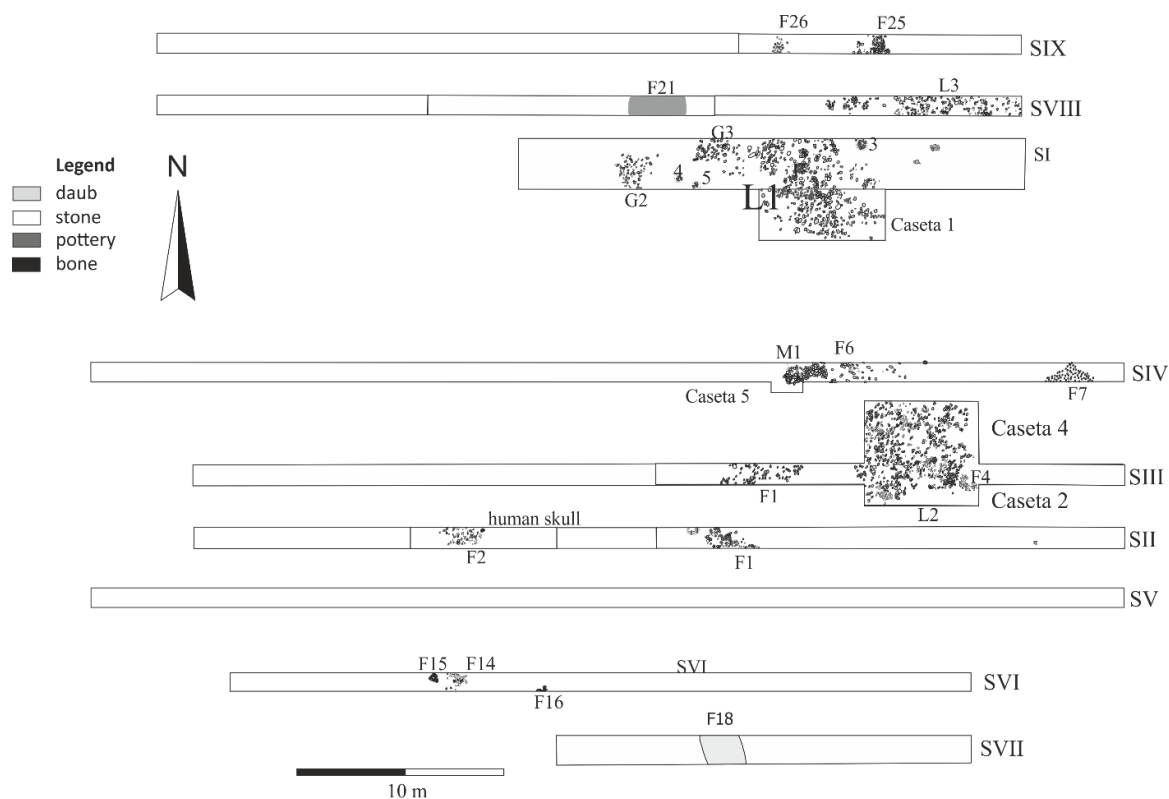 F26 F25
SIX
F21 L3
SVIII
Legend
daub
stone
pottery
bone
N
G3 3
SI
4 5
L1
G2
Caseta 1
M1 F6
SIV
Caseta 5
F7
Caseta 4
F4
SIII
F1
Caseta 2
L2
human skull
SII
F2 F1
SV
F15 F14 SVI
SVI
F16
F18
SVII
10 m